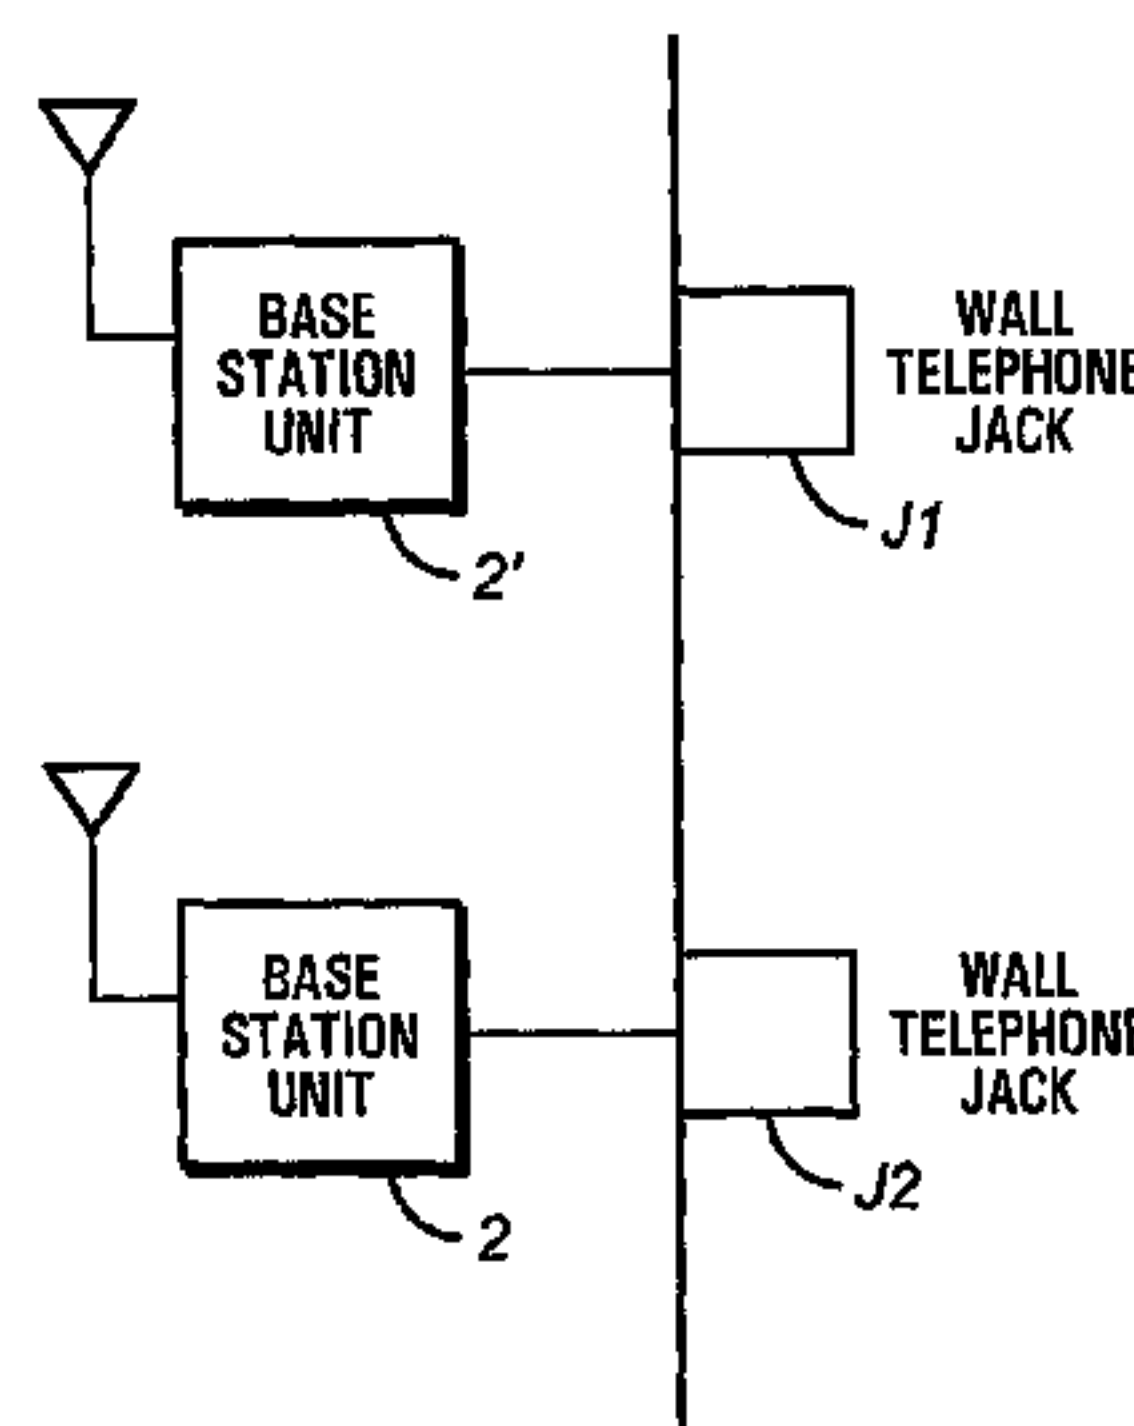 BASE
STATION
UNIT
2'
WALL
TELEPHONE
JACK
J1
BASE
STATION
UNIT
2
WALL
TELEPHONE
JACK
J2